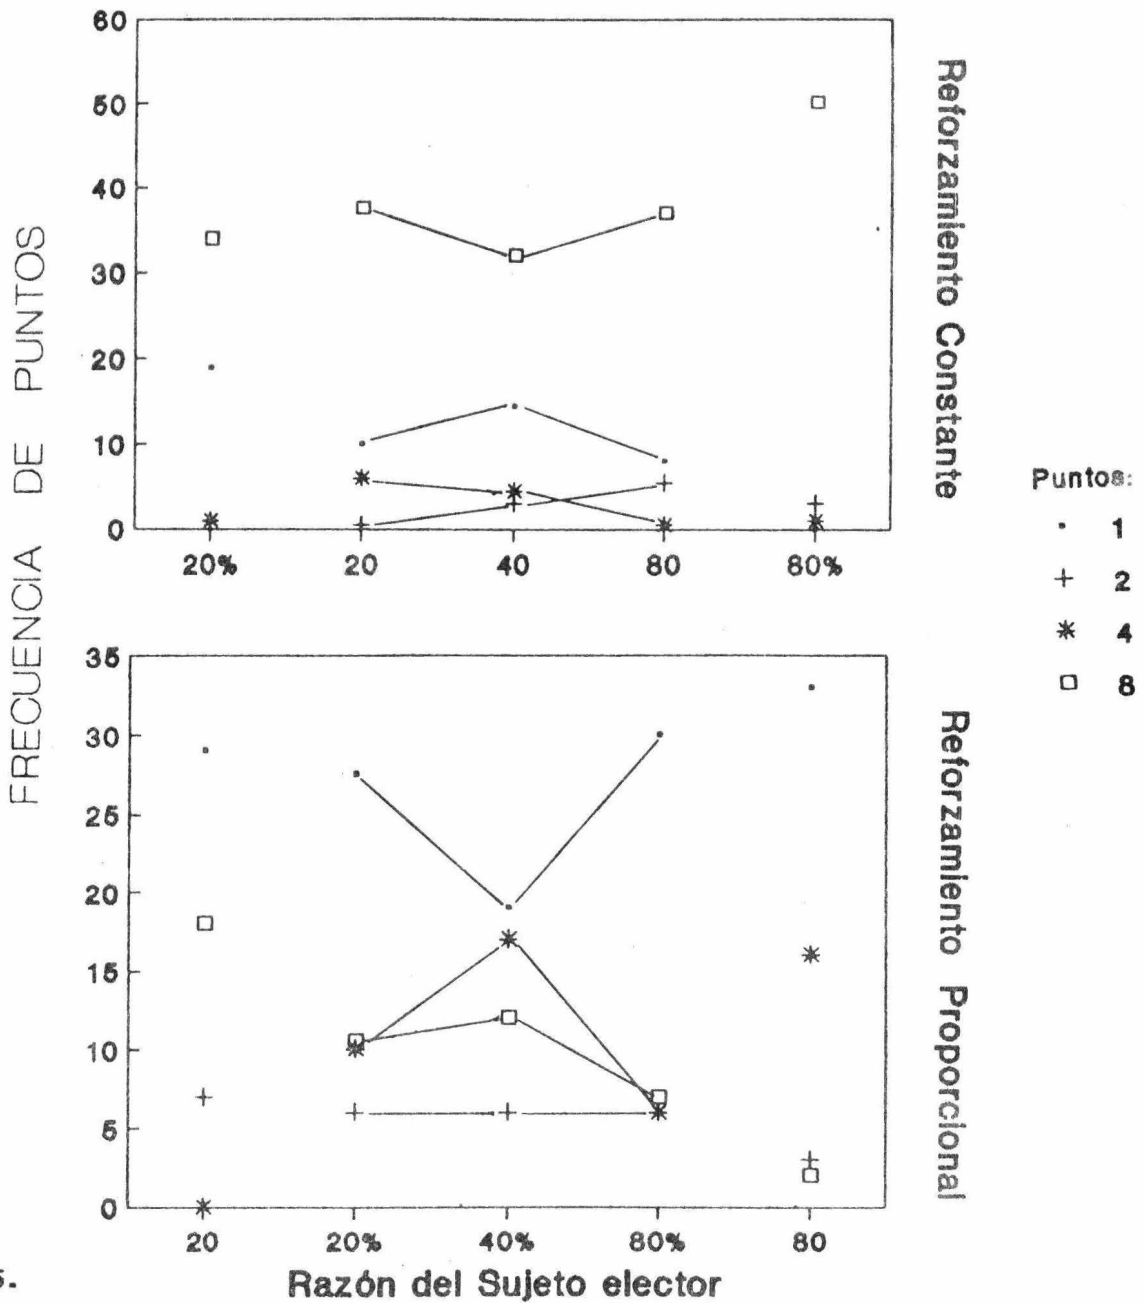 FRECUENCIA DE PUNTOS
60
50
40
30
20
10
0
20% 20 40 80 80%
Reforzamiento Constante
Puntos:
1
2
4
8
35
30
25
20
15
10
5
0
20 20% 40% 80% 80
Reforzamiento Proporcional
Razón del Sujeto elector